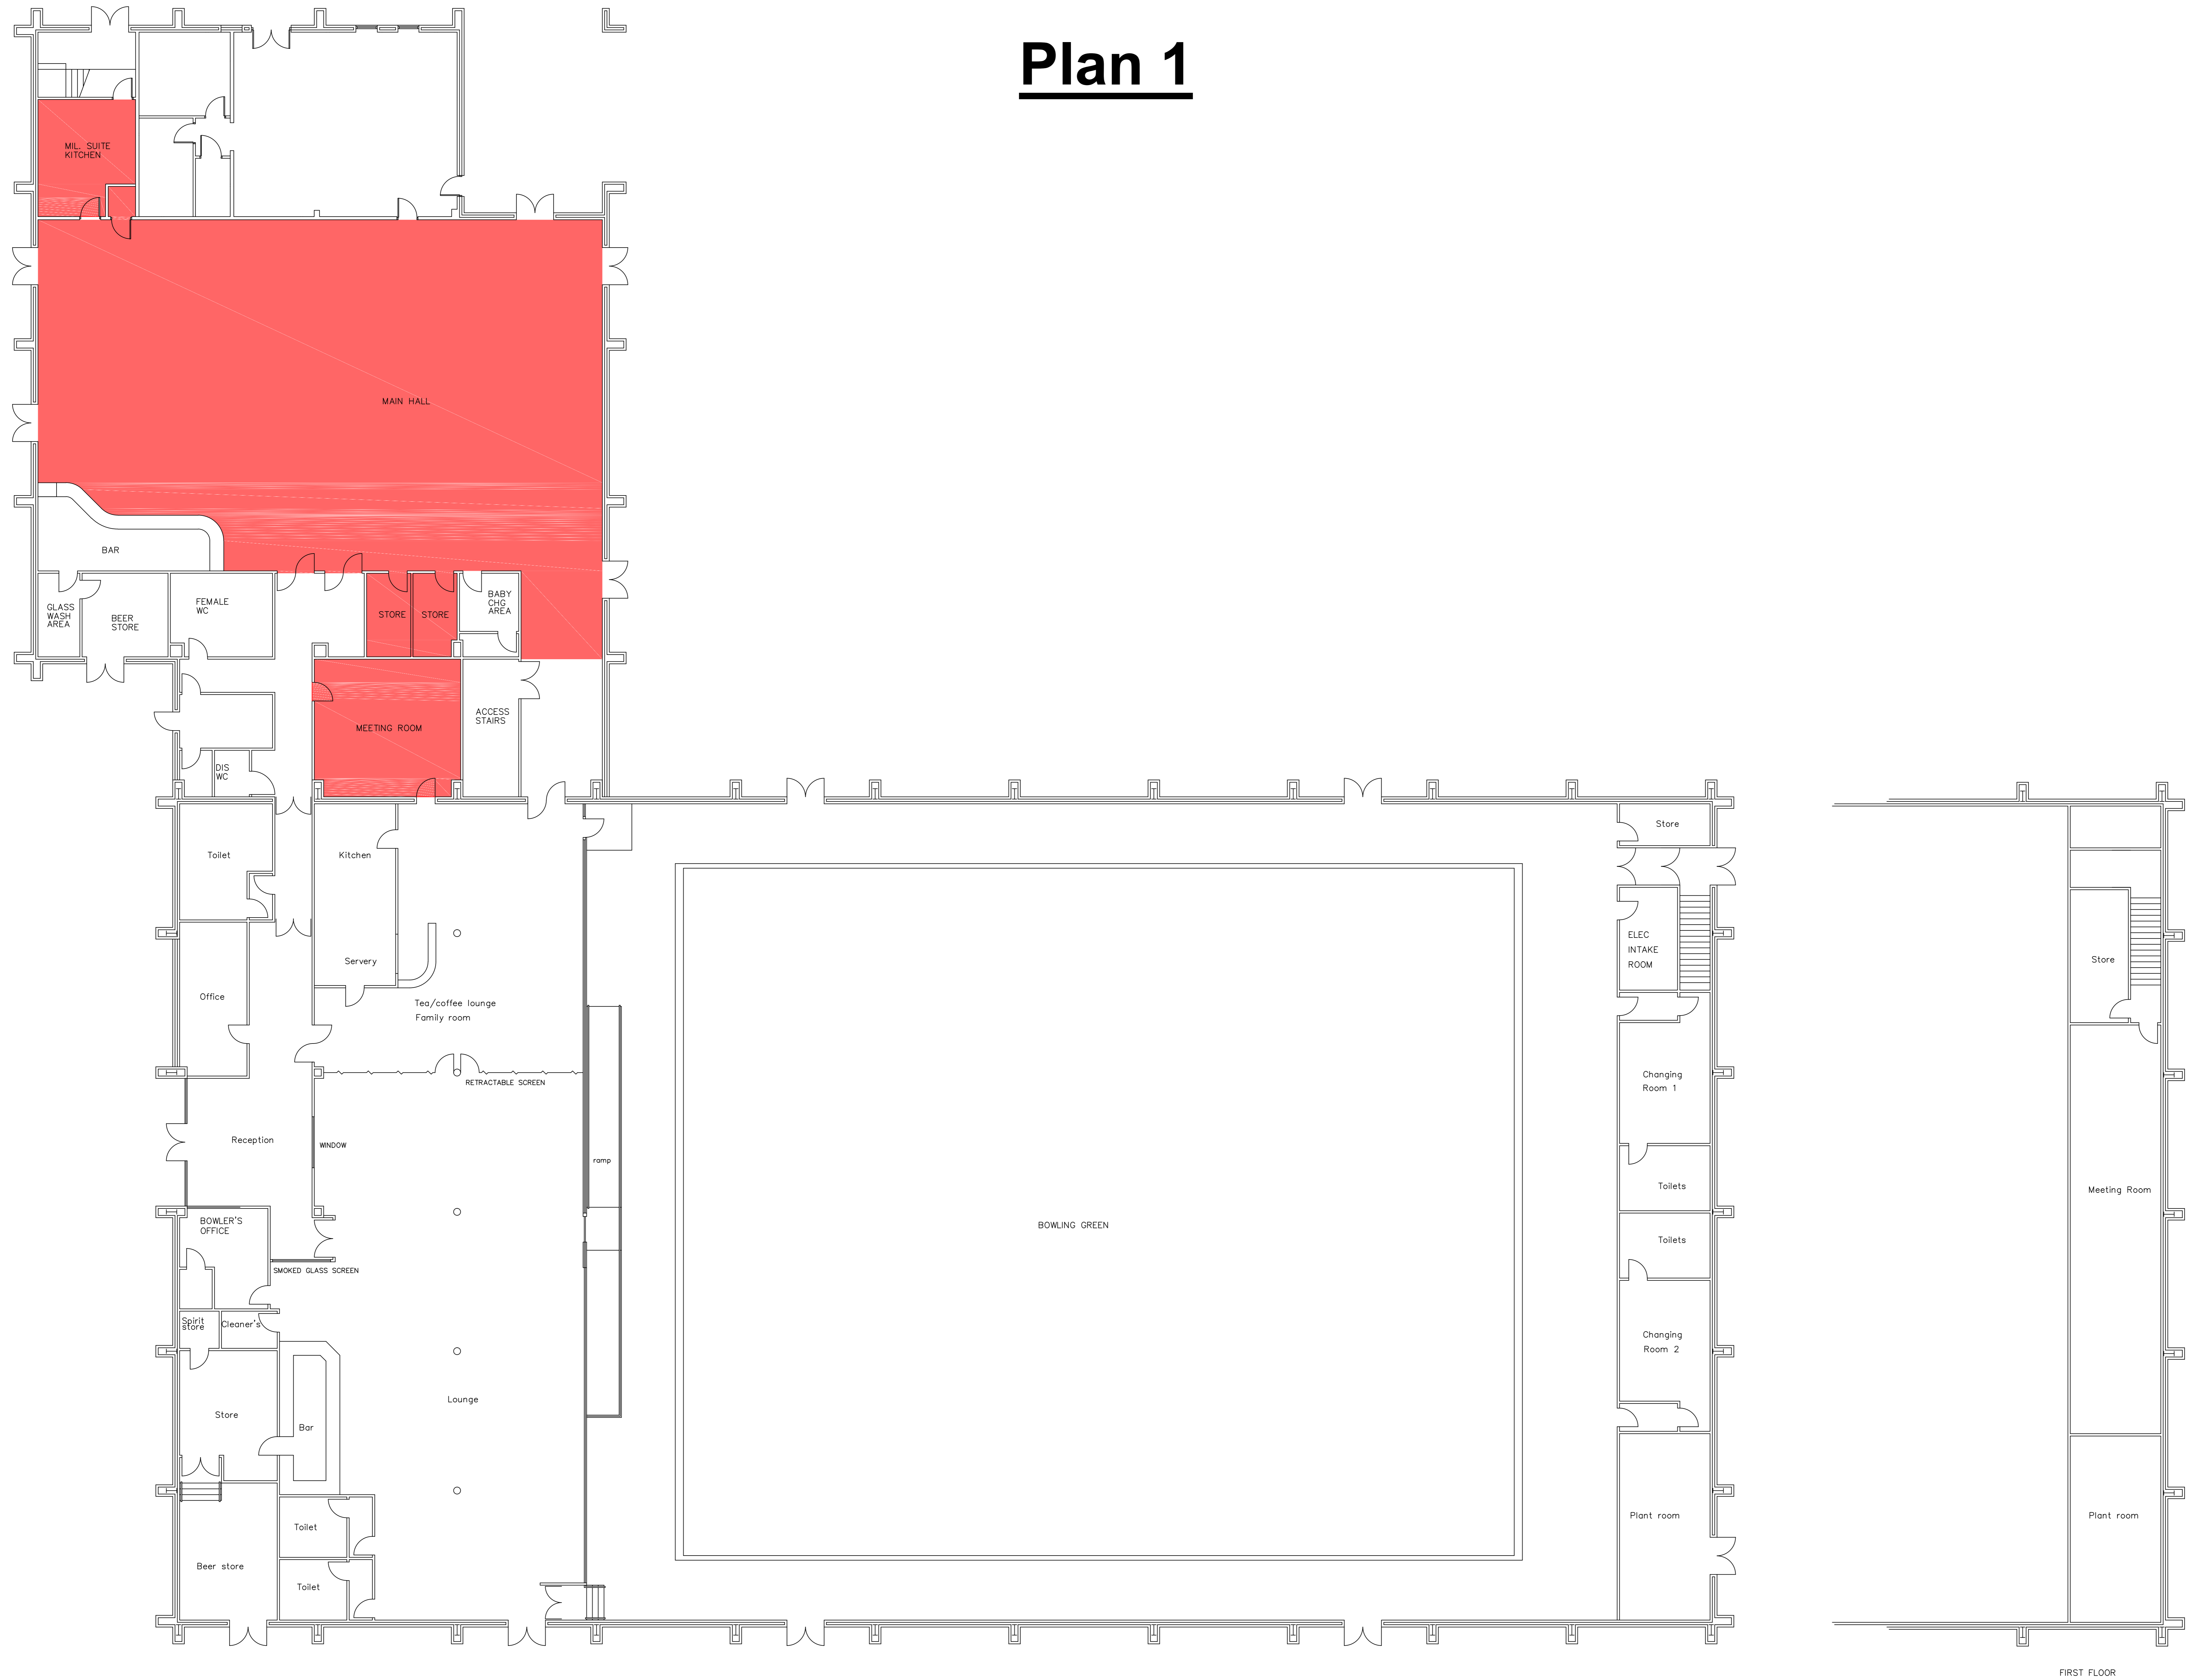 Plan 1
MIL. SUITE
KITCHEN
MAIN HALL
BAR
GLASS
WASH
AREA
BEER
STORE
FEMALE
WC
STORE
STORE
BABY
CHG
AREA
MEETING ROOM
ACCESS
STAIRS
DIS
WC
Toilet
Kitchen
Servery
Office
Tea/coffee lounge
Family room
RETRACTABLE SCREEN
Reception
WINDOW
ramp
BOWLER'S
OFFICE
SMOKED GLASS SCREEN
Spirit
store
Cleaner's
Store
Bar
Lounge
Beer store
Toilet
Toilet
BOWLING GREEN
Store
ELEC
INTAKE
ROOM
Changing
Room 1
Toilets
Toilets
Changing
Room 2
Plant room
Store
Meeting Room
Plant room
FIRST FLOOR